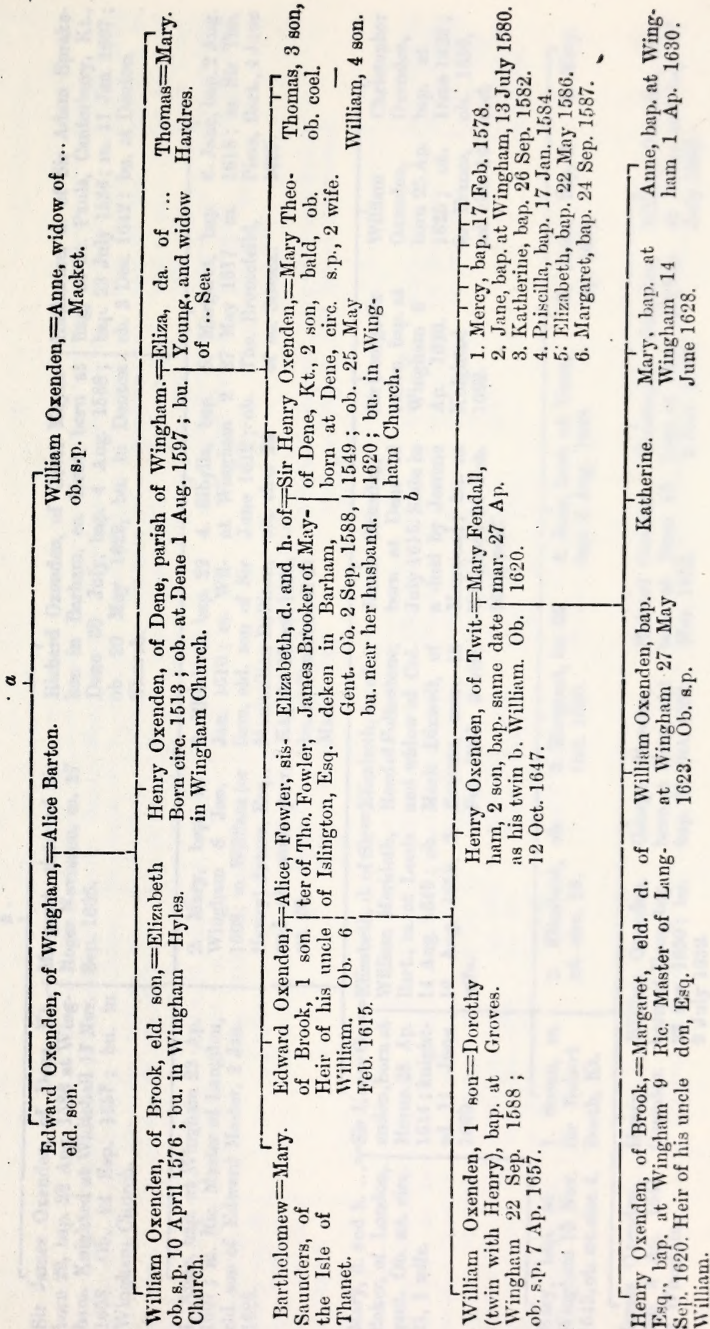 a
Edward Oxenden, of Wingham,=Alice Barton.
eld. son.
William Oxenden,=Anne, widow of ...
ob. s.p.
Macket.
William Oxenden, of Brook, eld. son,=Elizabeth
ob. s.p. 10 April 1576 ; bu. in Wingham Hyles.
Church.
Henry Oxenden, of Dene, parish of Wingham.=Eliza, da. of ...
Born circ. 1513 ; ob. at Dene 1 Aug. 1597 ; bu. Young, and widow
in Wingham Church. of .. Sea.
Thomas=Mary.
Hardres.
Bartholomew=Mary.
Saunders, of
the Isle of
Thanet.
Edward Oxenden,=Alice, Fowler, sis-
of Brook, 1 son. ter of Tho. Fowler,
Heir of his uncle of Islington, Esq.
William. Ob. 6
Feb. 1615.
Elizabeth, d. and h. of=Sir Henry Oxenden,=Mary Theo-
James Brooker of May- of Dene, Kt., 2 son, bald, ob.
deken in Barham, born at Dene, circ. s.p., 2 wife.
Gent. Ob. 2 Sep. 1588, 1549 ; ob. 25 May
bu. near her husband. 1620 ; bu. in Wing-
ham Church.
b
Thomas, 3 son,
ob. coel.
—
William, 4 son.
William Oxenden, 1 son=Dorothy
(twin with Henry), bap. at Groves.
Wingham 22 Sep. 1588 ;
ob. s.p. 7 Ap. 1657.
Henry Oxenden, of Twit-=Mary Fendall,
ham, 2 son, bap. same date mar. 27 Ap.
as his twin b. William. Ob. 1620.
12 Oct. 1647.
1. Mercy, bap. 17 Feb. 1578.
2. Jane, bap. at Wingham, 13 July 1580.
3. Katherine, bap. 26 Sep. 1582.
4. Priscilla, bap. 17 Jan. 1584.
5. Elizabeth, bap. 22 May 1586.
6. Margaret, bap. 24 Sep. 1587.
Henry Oxenden, of Brook,=Margaret, eld. d. of
Esq., bap. at Wingham 9 Ric. Master of Lang-
Sep. 1620. Heir of his uncle don, Esq.
William.
William Oxenden, bap.
at Wingham 27 May
1623. Ob. s.p.
Katherine.
Mary, bap. at
Wingham 14
June 1628.
Anne, bap. at Wing-
ham 1 Ap. 1630.